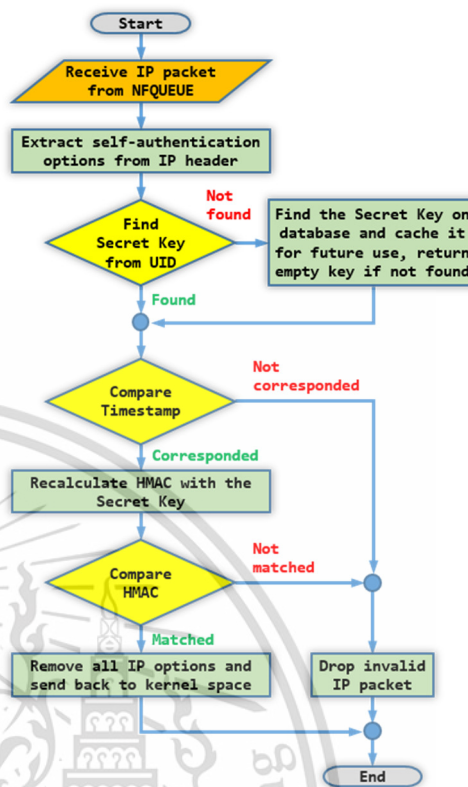 Start
Receive IP packet
from NFQUEUE
Extract self-authentication
options from IP header
Find
Secret Key
from UID
Not
found
Find the Secret Key on
database and cache it
for future use, return
empty key if not found
Found
Compare
Timestamp
Not
corresponded
Corresponded
Recalculate HMAC with the
Secret Key
Compare
HMAC
Not
matched
Matched
Remove all IP options and
send back to kernel space
Drop invalid
IP packet
End